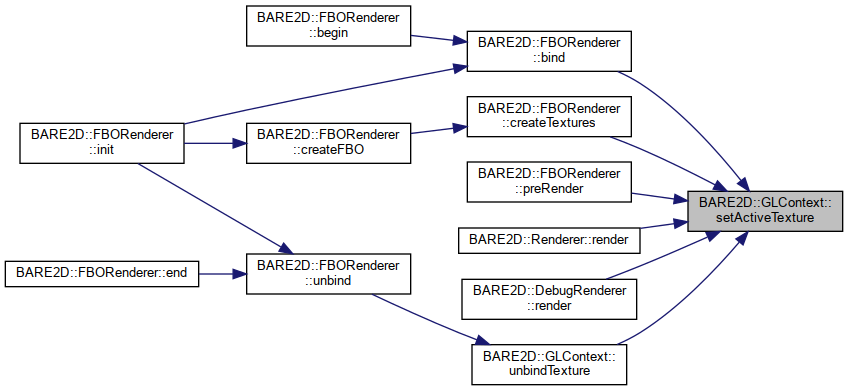 BARE2D::FBORenderer
::begin
BARE2D::FBORenderer
::bind
BARE2D::FBORenderer
::createTextures
BARE2D::FBORenderer
::init
BARE2D::FBORenderer
::createFBO
BARE2D::FBORenderer
::preRender
BARE2D::GLContext::
setActiveTexture
BARE2D::Renderer::render
BARE2D::FBORenderer::end
BARE2D::FBORenderer
::unbind
BARE2D::DebugRenderer
::render
BARE2D::GLContext::
unbindTexture